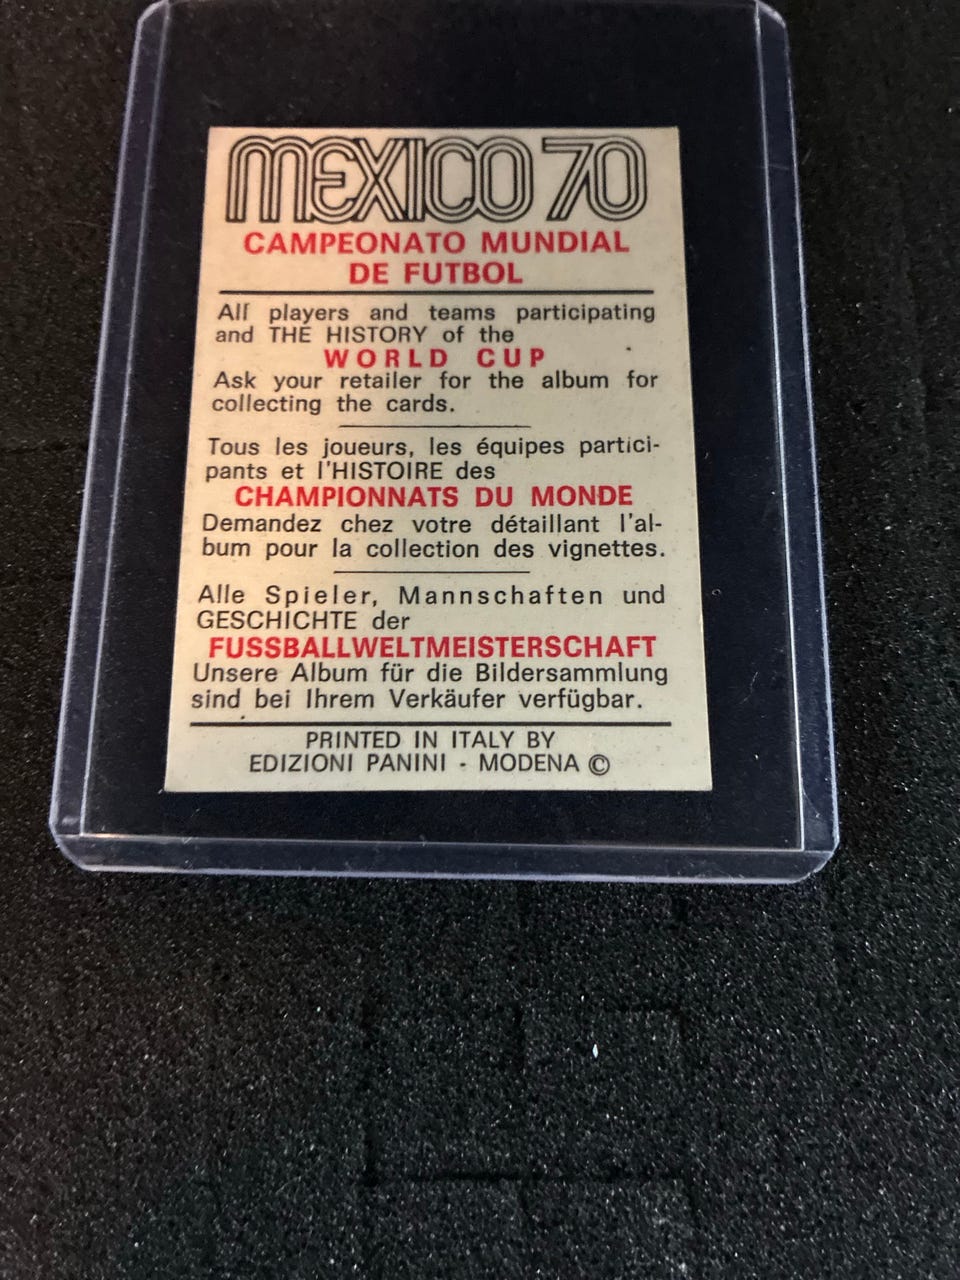 MEXICO 70
CAMPEONATO MUNDIAL
DE FUTBOL
All players and teams participating
and THE HISTORY of the
WORLD CUP
Ask your retailer for the album for
collecting the cards.
Tous les joueurs, les équipes partici-
pants et l'HISTOIRE des
CHAMPIONNATS DU MONDE
Demandez chez votre détaillant l'al-
bum pour la collection des vignettes.
Alle Spieler, Mannschaften und
GESCHICHTE der
FUSSBALLWELTMEISTERSCHAFT
Unsere Album für die Bildersammlung
sind bei Ihrem Verkäufer verfügbar.
PRINTED IN ITALY BY
EDIZIONI PANINI - MODENA ©